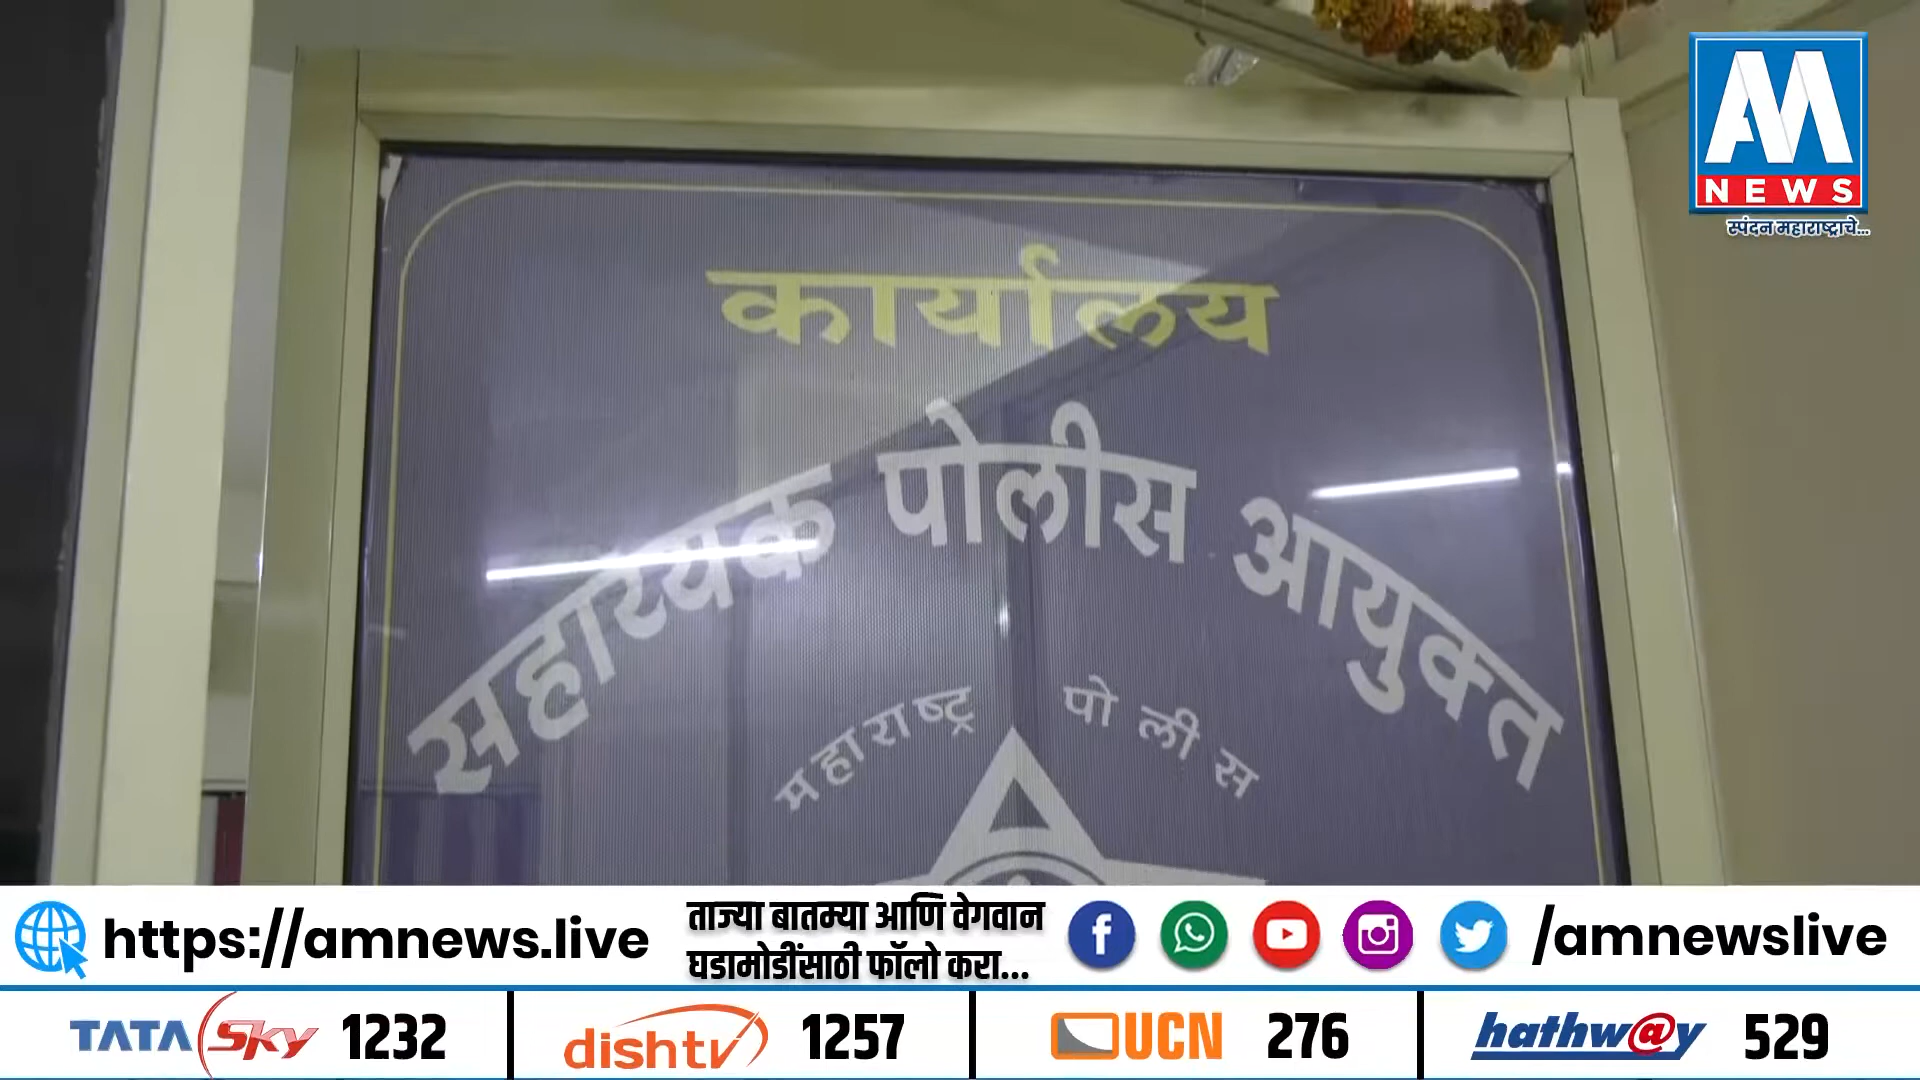 AM
NEWS
स्पंदन महाराष्ट्राचे...
कार्यालय
सहाय्यक पोलीस आयुक्त
महाराष्ट्र पोलीस
https://amnews.live
ताज्या बातम्या आणि वेगवान
घडामोडींसाठी फॉलो करा...
/amnewslive
TATA Sky 1232
dishtv 1257
UCN 276
hathw@y 529